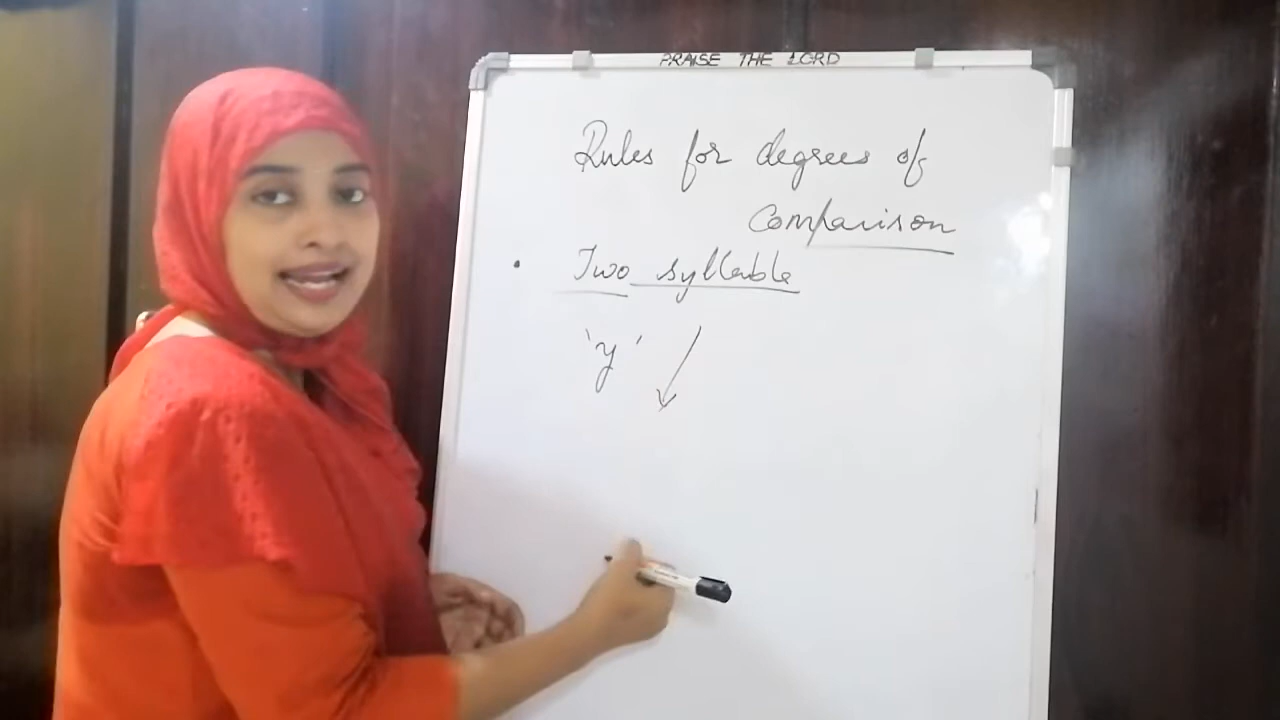 PRAISE THE LORD
Rules for degrees of
Comparison
• Two syllable
'y'